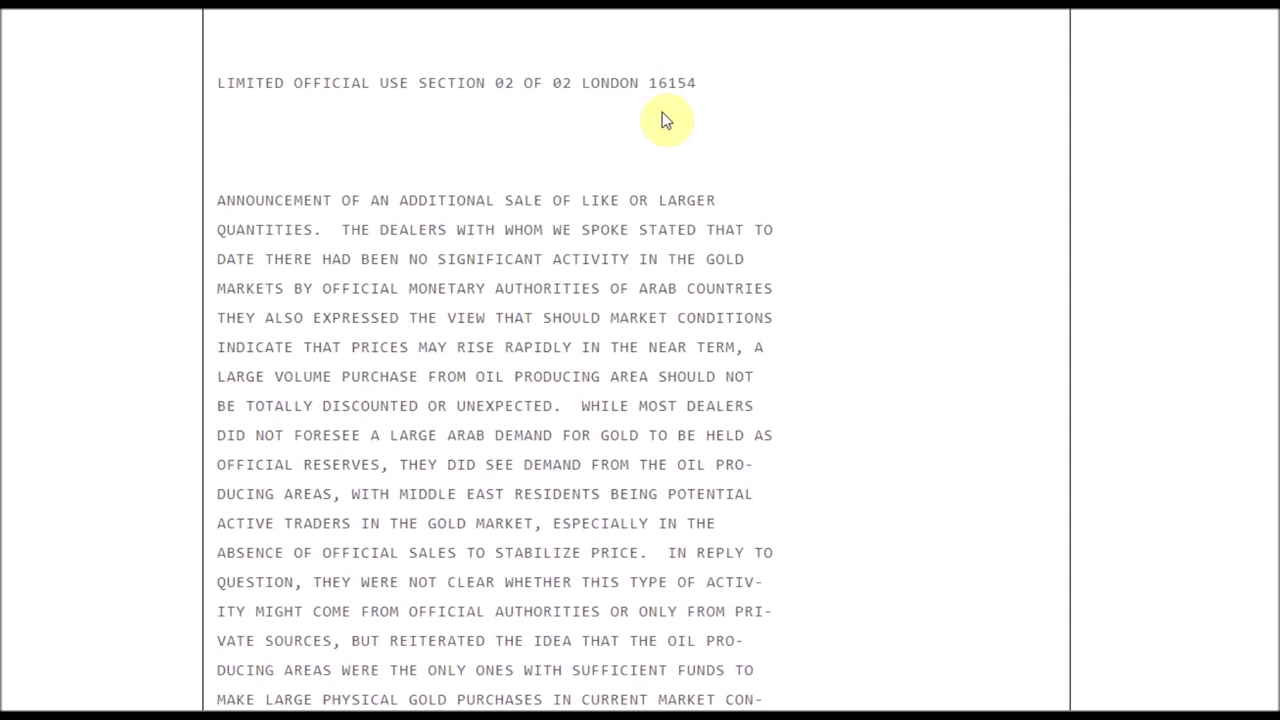 LIMITED OFFICIAL USE SECTION 02 OF 02 LONDON 16154
ANNOUNCEMENT OF AN ADDITIONAL SALE OF LIKE OR LARGER
QUANTITIES.  THE DEALERS WITH WHOM WE SPOKE STATED THAT TO
DATE THERE HAD BEEN NO SIGNIFICANT ACTIVITY IN THE GOLD
MARKETS BY OFFICIAL MONETARY AUTHORITIES OF ARAB COUNTRIES
THEY ALSO EXPRESSED THE VIEW THAT SHOULD MARKET CONDITIONS
INDICATE THAT PRICES MAY RISE RAPIDLY IN THE NEAR TERM, A
LARGE VOLUME PURCHASE FROM OIL PRODUCING AREA SHOULD NOT
BE TOTALLY DISCOUNTED OR UNEXPECTED.  WHILE MOST DEALERS
DID NOT FORESEE A LARGE ARAB DEMAND FOR GOLD TO BE HELD AS
OFFICIAL RESERVES, THEY DID SEE DEMAND FROM THE OIL PRO-
DUCING AREAS, WITH MIDDLE EAST RESIDENTS BEING POTENTIAL
ACTIVE TRADERS IN THE GOLD MARKET, ESPECIALLY IN THE
ABSENCE OF OFFICIAL SALES TO STABILIZE PRICE.  IN REPLY TO
QUESTION, THEY WERE NOT CLEAR WHETHER THIS TYPE OF ACTIV-
ITY MIGHT COME FROM OFFICIAL AUTHORITIES OR ONLY FROM PRI-
VATE SOURCES, BUT REITERATED THE IDEA THAT THE OIL PRO-
DUCING AREAS WERE THE ONLY ONES WITH SUFFICIENT FUNDS TO
MAKE LARGE PHYSICAL GOLD PURCHASES IN CURRENT MARKET CON-